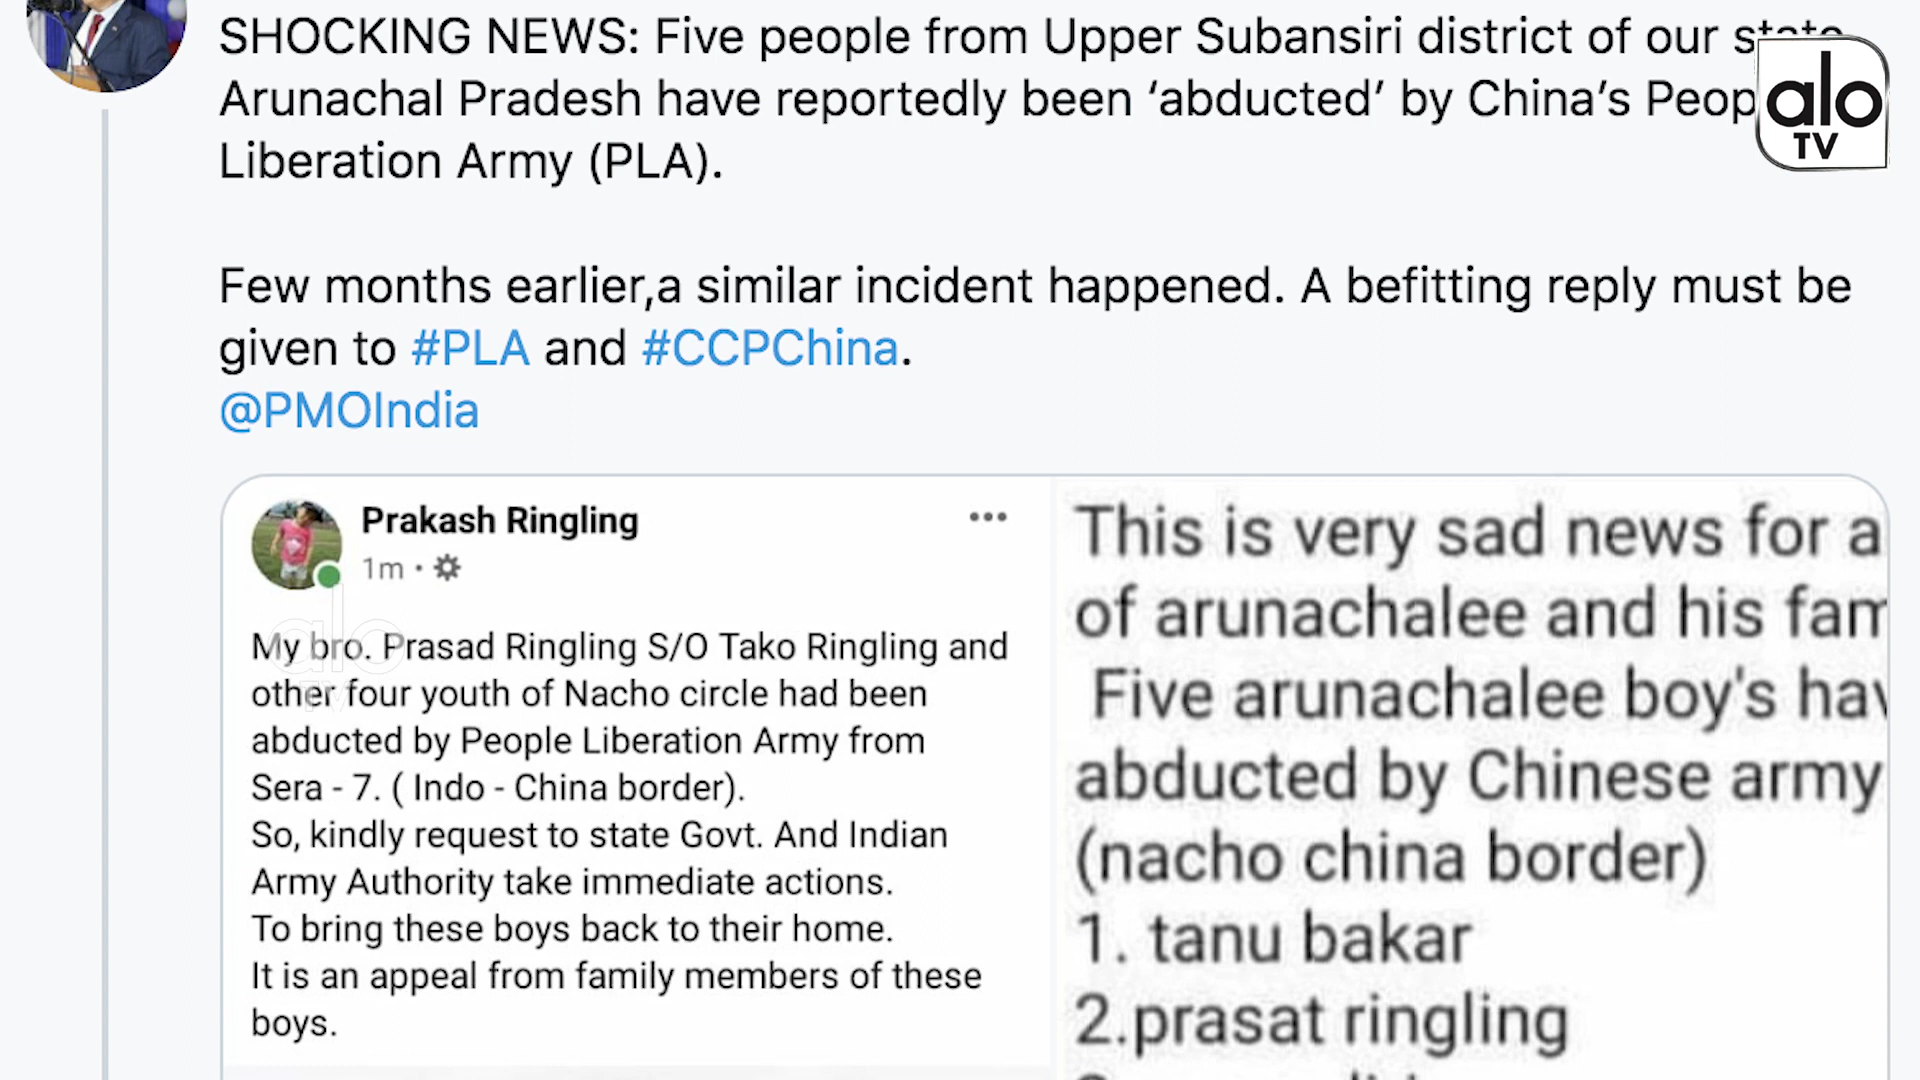 SHOCKING NEWS: Five people from Upper Subansiri district of our state
Arunachal Pradesh have reportedly been ‘abducted’ by China’s Peop
Liberation Army (PLA).
alo
TV
Few months earlier,a similar incident happened. A befitting reply must be
given to #PLA and #CCPChina.
@PMOIndia
Prakash Ringling
1m
My bro. Prasad Ringling S/O Tako Ringling and
other four youth of Nacho circle had been
abducted by People Liberation Army from
Sera - 7. ( Indo - China border).
So, kindly request to state Govt. And Indian
Army Authority take immediate actions.
To bring these boys back to their home.
It is an appeal from family members of these
boys.
alo
TV
This is very sad news for a
of arunachalee and his fam
Five arunachalee boy's hav
abducted by Chinese army
(nacho china border)
1. tanu bakar
2.prasat ringling